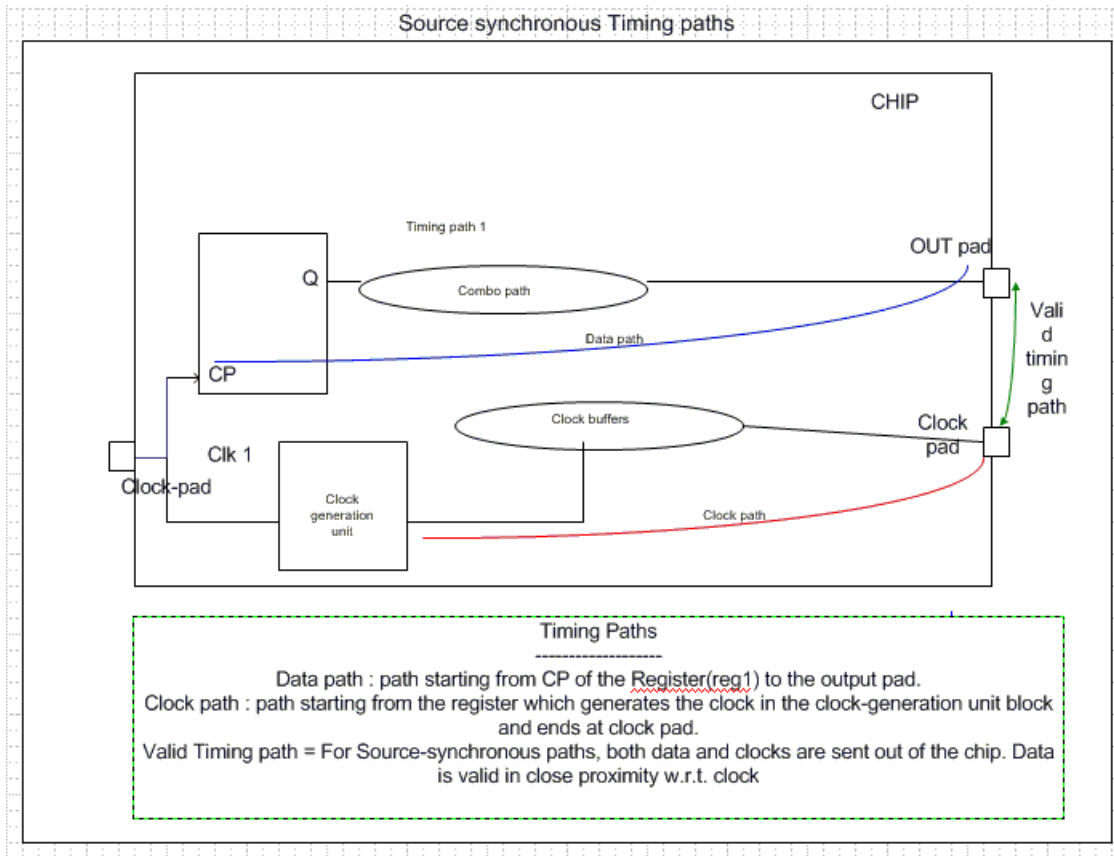 Source synchronous Timing paths
CHIP
Timing path 1
OUT pad
Q
Combo path
Vali
d
timin
g
path
Data path
CP
Clock buffers
Clock
pad
Clk 1
Clock-pad
Clock
generation
unit
Clock path
Timing Paths
--------------------
Data path : path starting from CP of the Register(reg1) to the output pad.
Clock path : path starting from the register which generates the clock in the clock-generation unit block
and ends at clock pad.
Valid Timing path = For Source-synchronous paths, both data and clocks are sent out of the chip. Data
is valid in close proximity w.r.t. clock